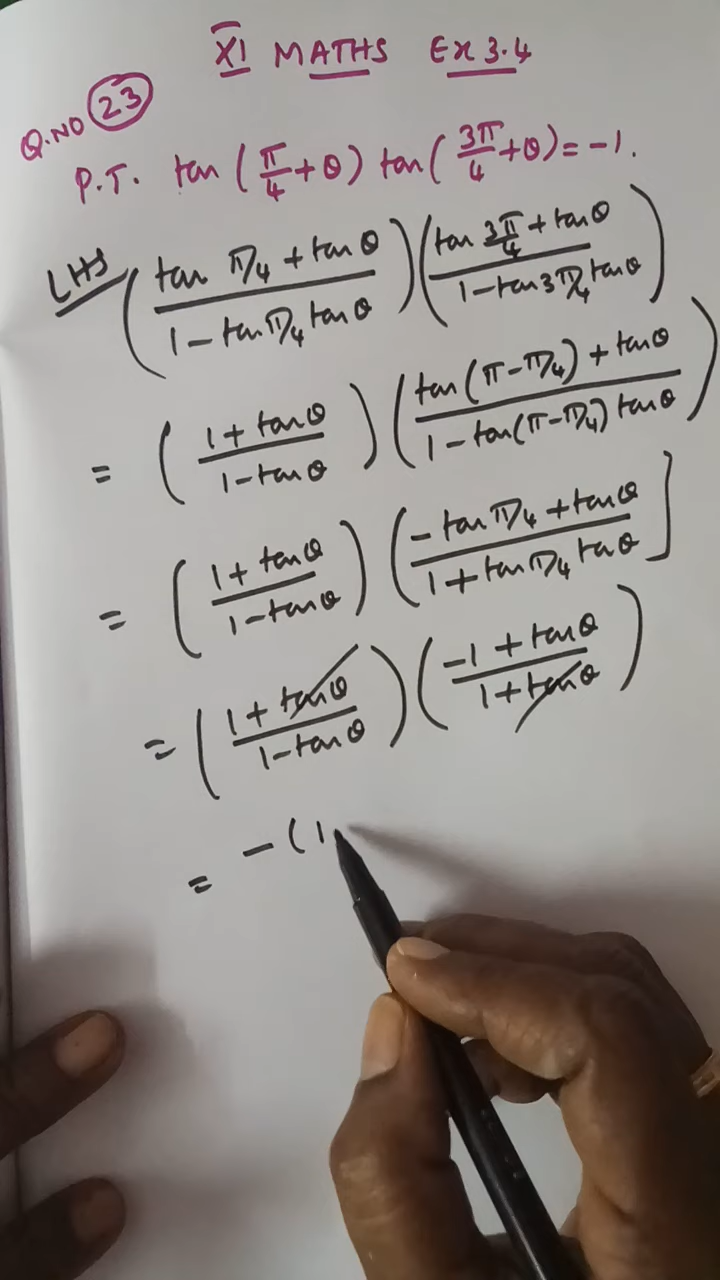 XI MATHS Ex 3.4
Q.NO 23
P.T. tan (π/4 + θ) tan (3π/4 + θ) = -1.
LHS ((tan π/4 + tan θ)/(1 - tan π/4 tan θ)) ((tan 3π/4 + tan θ)/(1 - tan 3π/4 tan θ))
= ((1 + tan θ)/(1 - tan θ)) ((tan (π - π/4) + tan θ)/(1 - tan (π - π/4) tan θ))
= ((1 + tan θ)/(1 - tan θ)) ((-tan π/4 + tan θ)/(1 + tan π/4 tan θ)]
= ((1 + tan θ)/(1 - tan θ)) ((-1 + tan θ)/(1 + tan θ))
= - (1